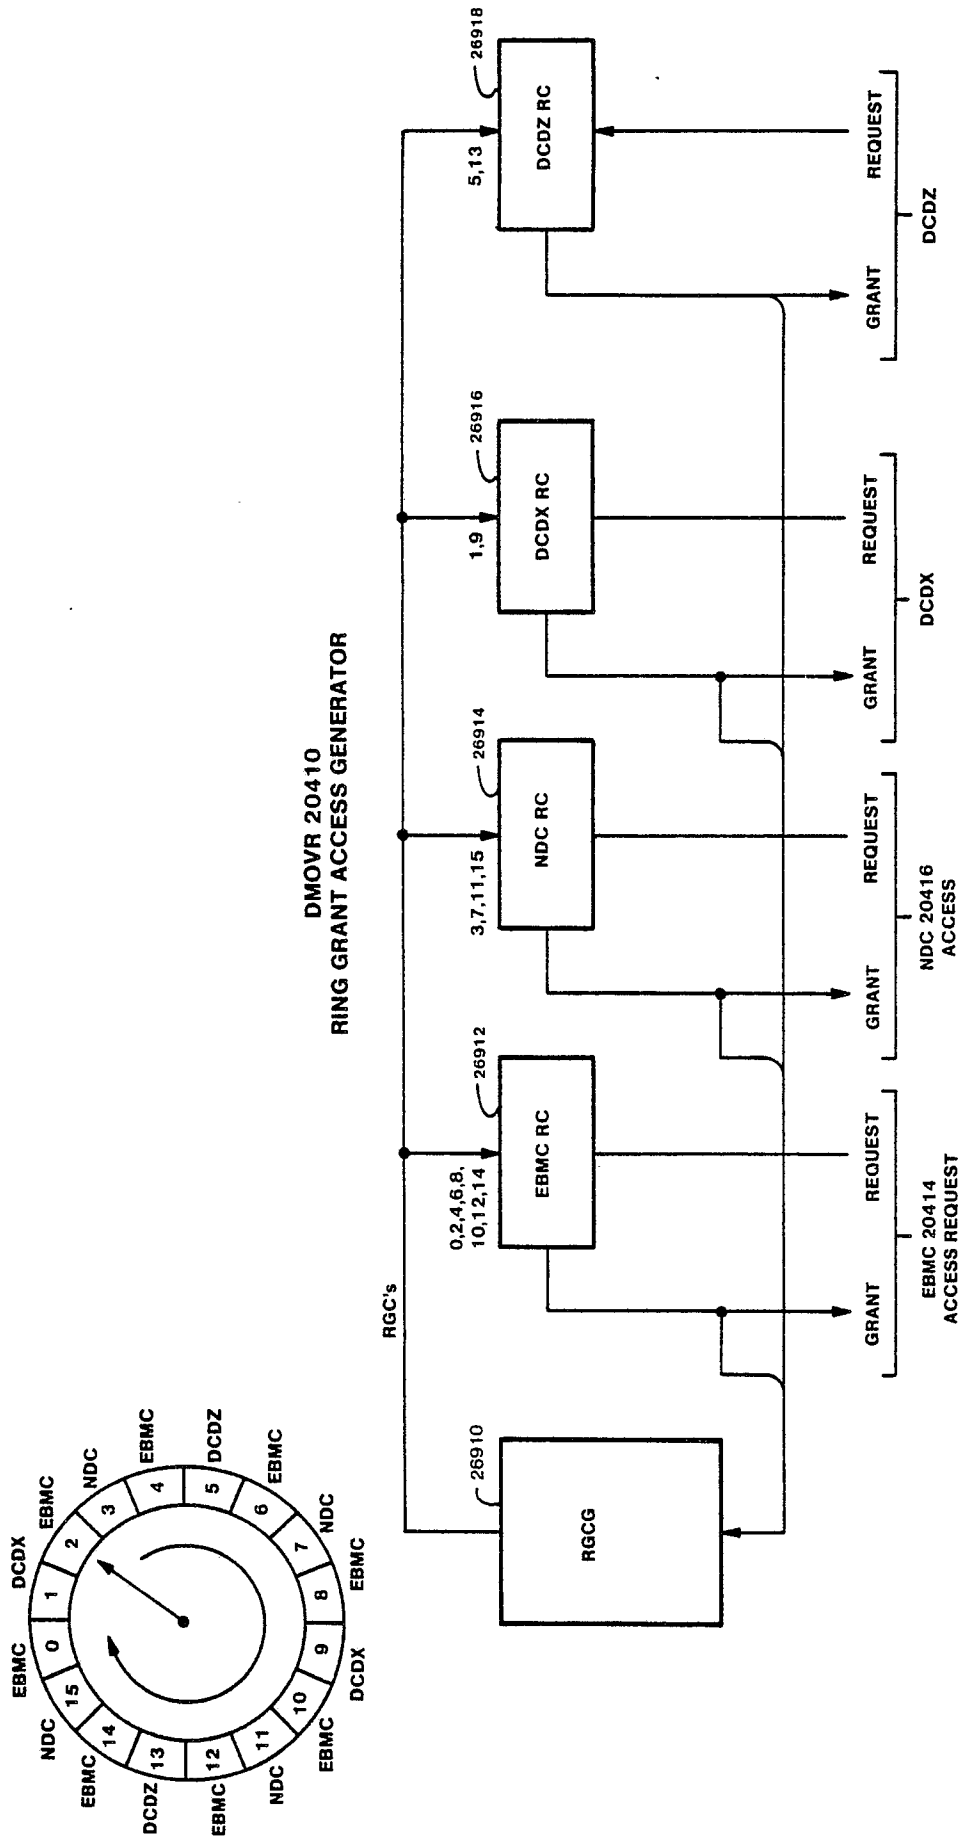 DMOVR 20410
RING GRANT ACCESS GENERATOR
EBMC
0
DCDX
1
EBMC
2
NDC
3
EBMC
4
DCDZ
5
EBMC
6
NDC
7
EBMC
8
DCDX
9
EBMC
10
NDC
11
EBMC
12
DCDZ
13
EBMC
14
NDC
15
RGC's
26910
RGCG
0,2,4,6,8,
10,12,14
26912
EBMC RC
3,7,11,15
26914
NDC RC
1,9
26916
DCDX RC
5,13
26918
DCDZ RC
GRANT
REQUEST
EBMC 20414
ACCESS REQUEST
GRANT
REQUEST
NDC 20416
ACCESS
GRANT
REQUEST
DCDX
GRANT
REQUEST
DCDZ